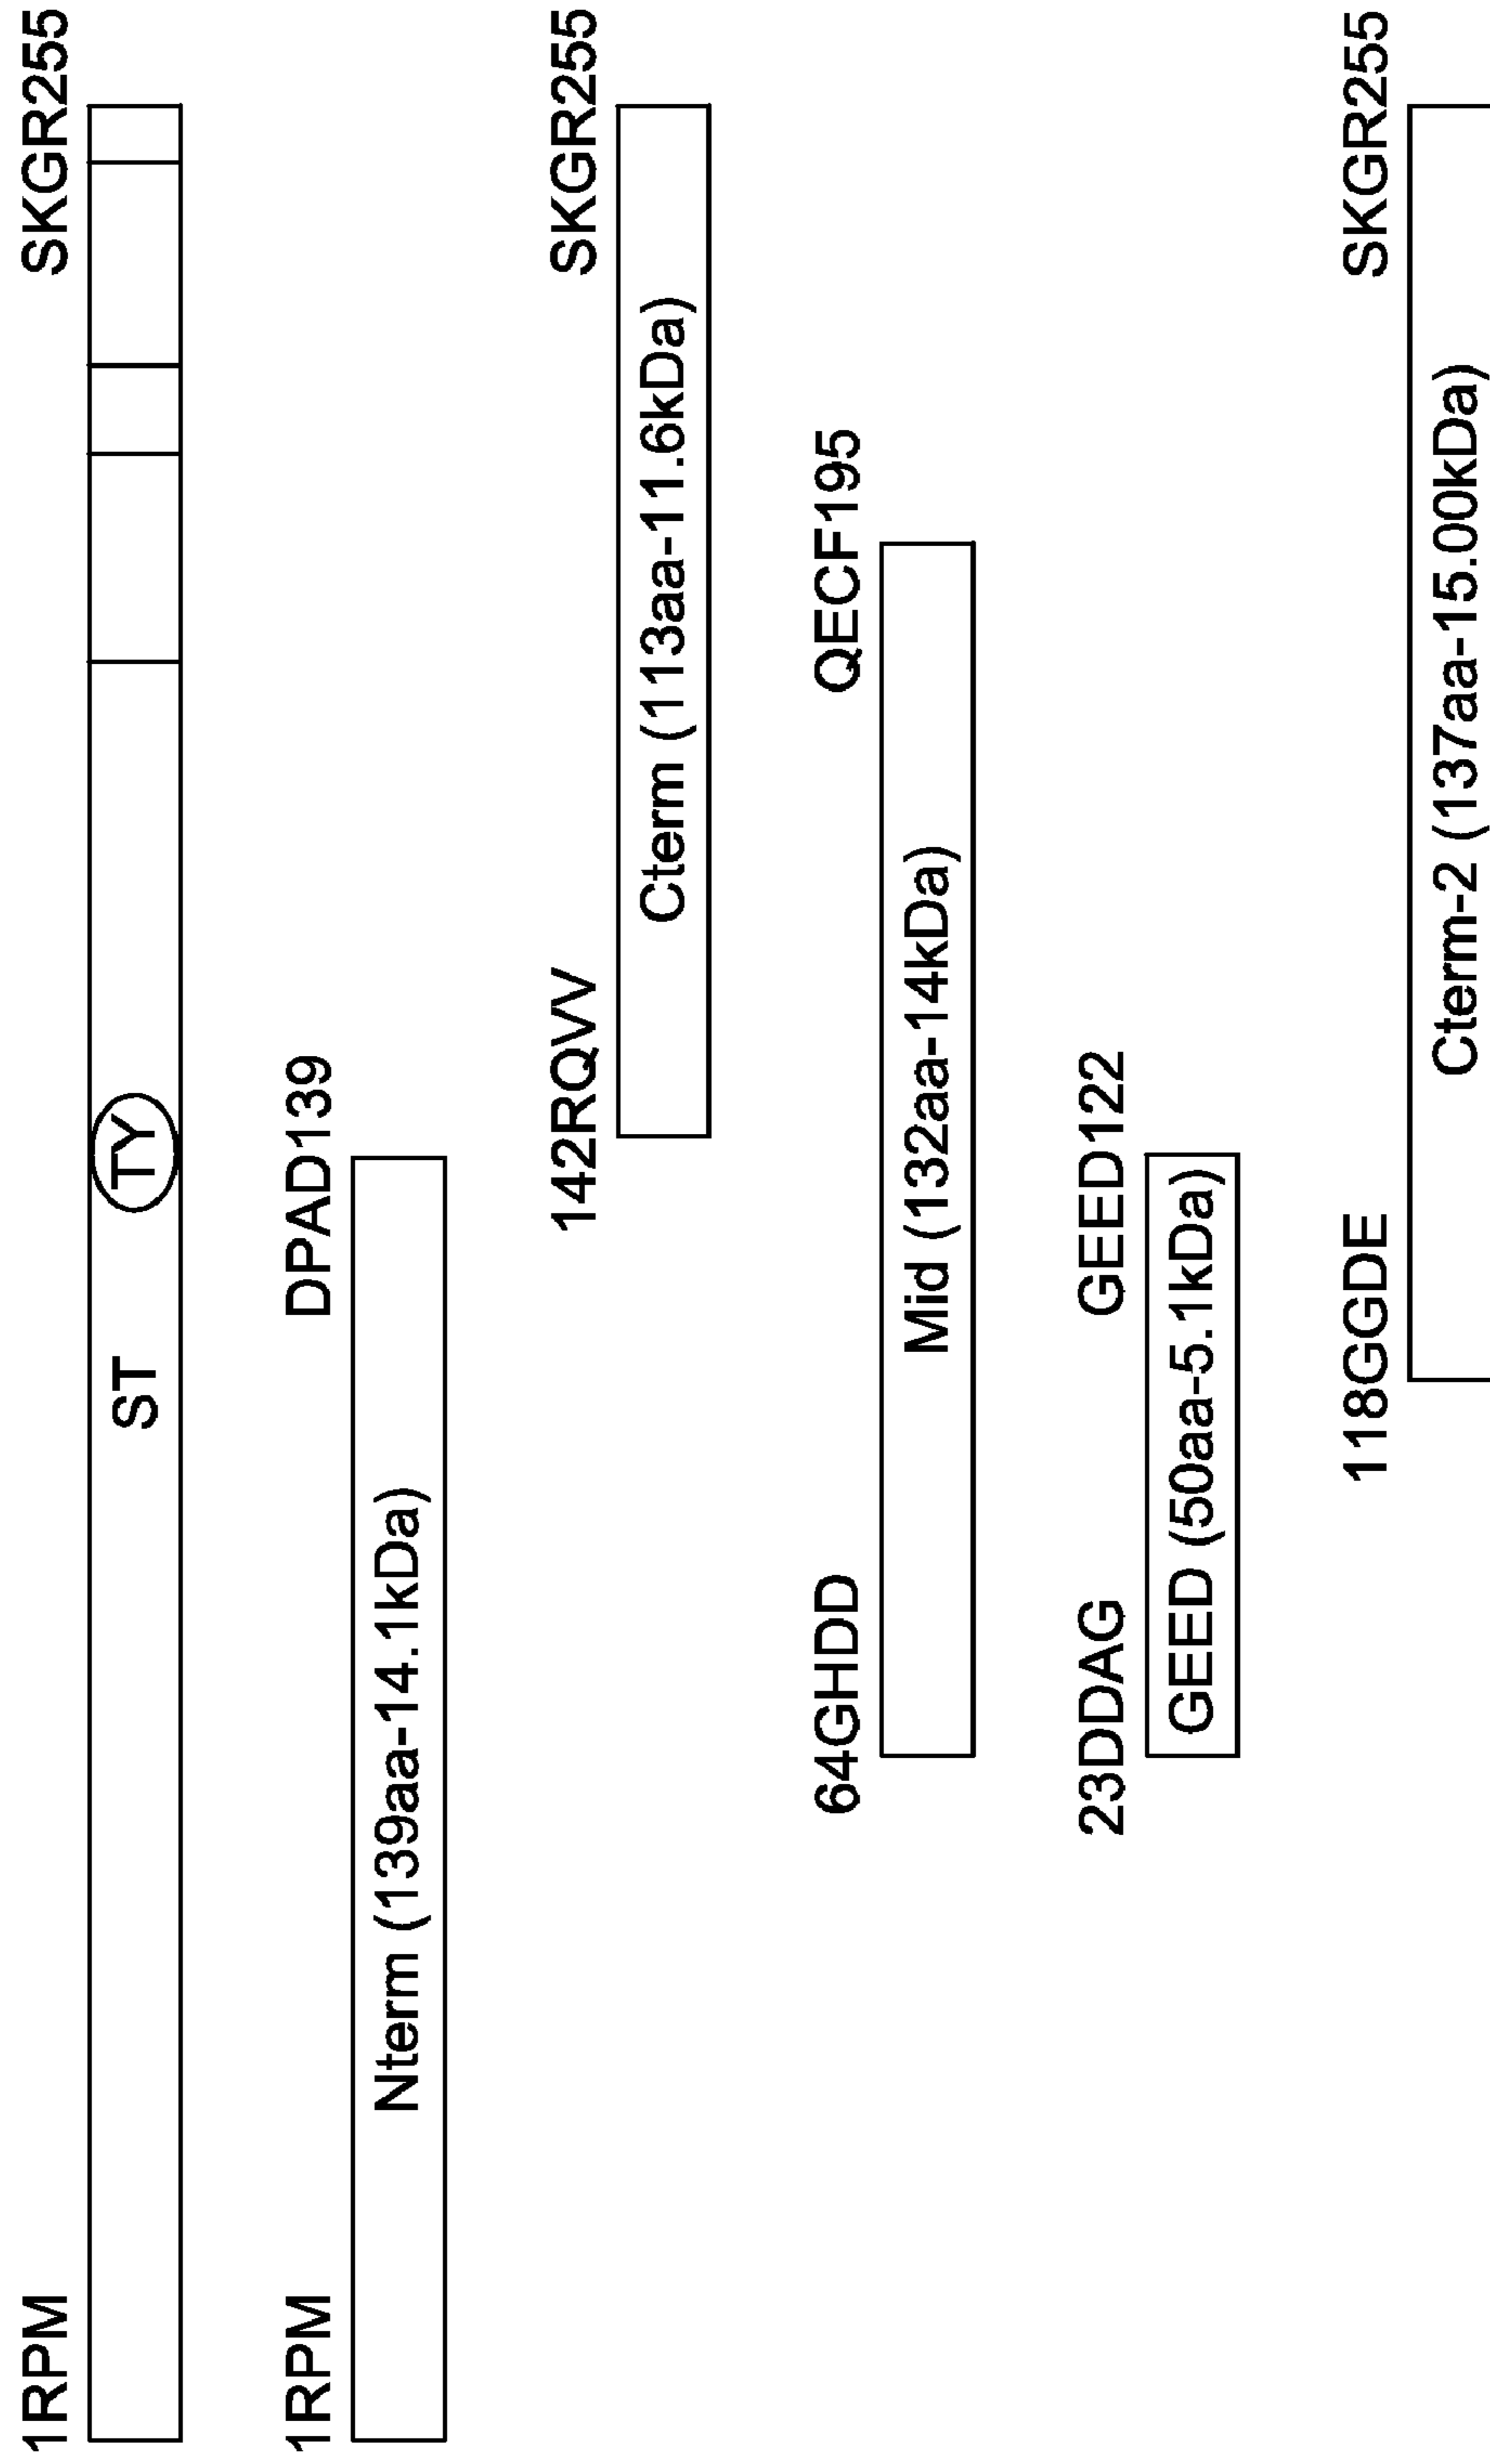 1RPM SKGR255
ST TY
1RPM DPAD139
Nterm (139aa-14.1kDa)
142RQVV SKGR255
Cterm (113aa-11.6kDa)
64GHDD QECF195
Mid (132aa-14kDa)
23DDAG GEED122
GEED (50aa-5.1kDa)
118GGDE SKGR255
Cterm-2 (137aa-15.00kDa)